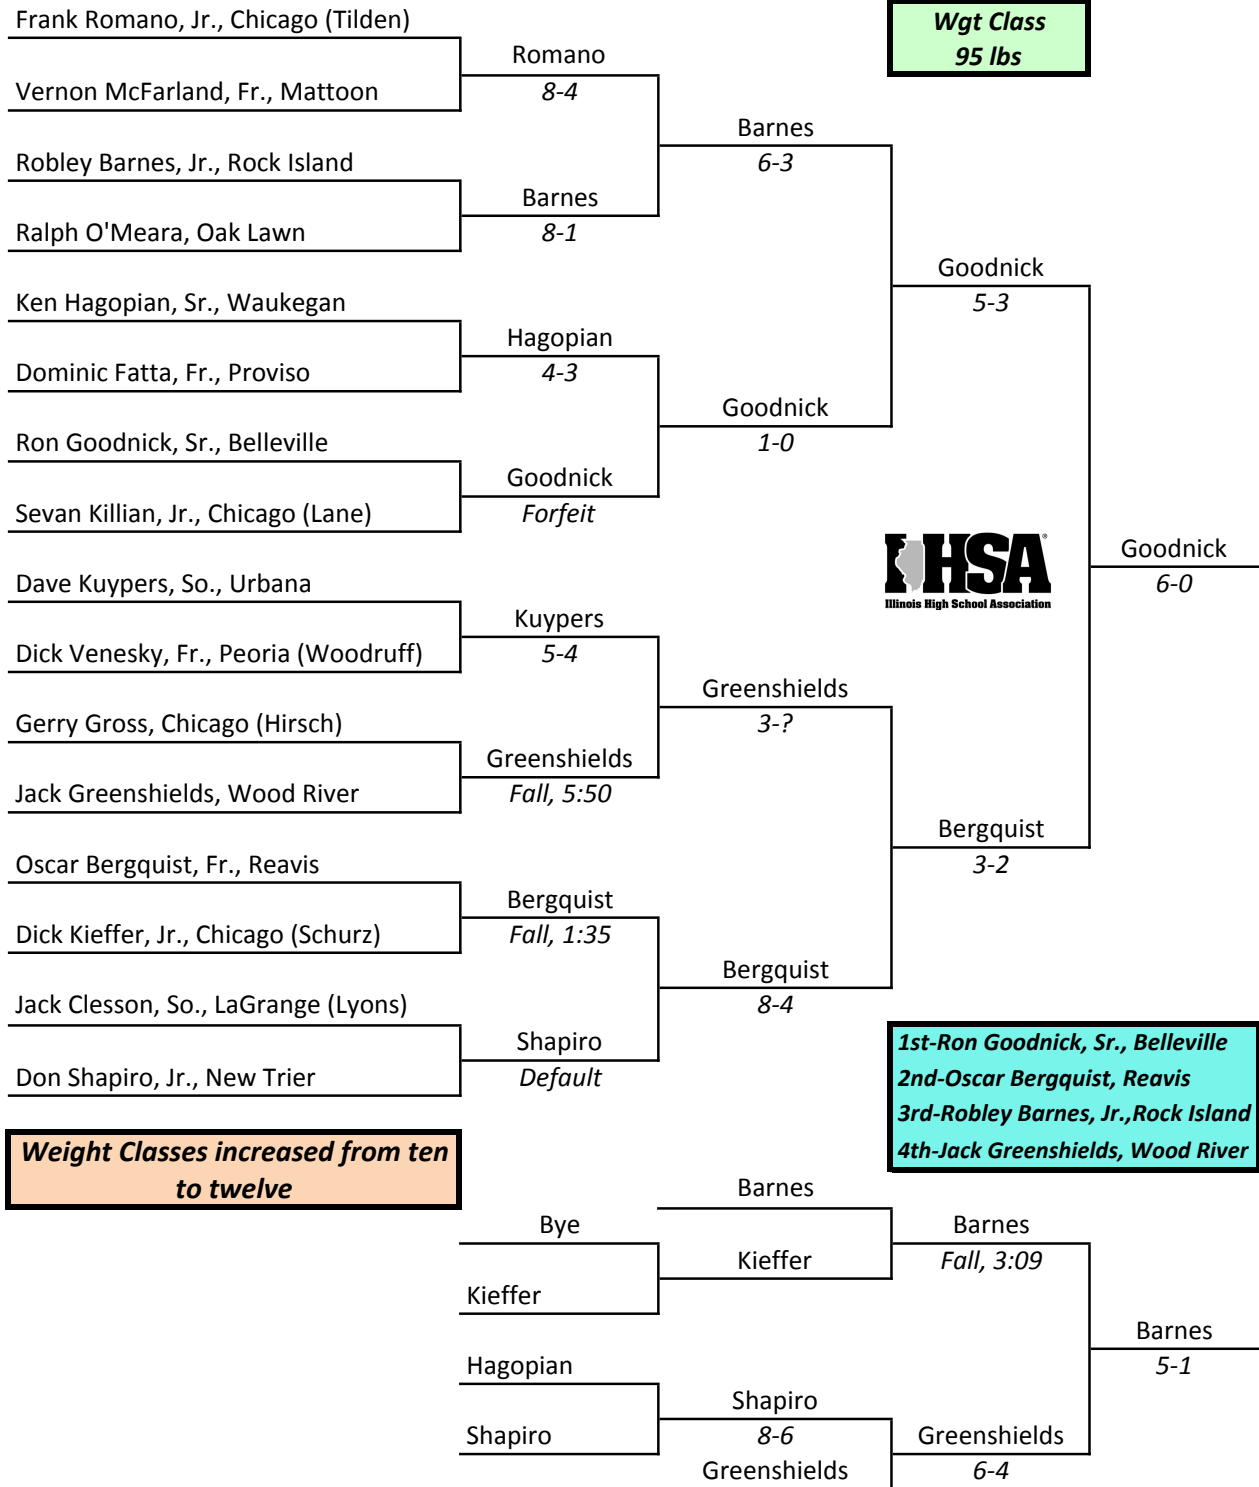 Frank Romano, Jr., Chicago (Tilden)
Wgt Class
95 lbs
Romano
8-4
Vernon McFarland, Fr., Mattoon
Barnes
6-3
Robley Barnes, Jr., Rock Island
Barnes
8-1
Ralph O'Meara, Oak Lawn
Goodnick
5-3
Ken Hagopian, Sr., Waukegan
Hagopian
4-3
Dominic Fatta, Fr., Proviso
Goodnick
1-0
Ron Goodnick, Sr., Belleville
Goodnick
Forfeit
Sevan Killian, Jr., Chicago (Lane)
IHSA®
Illinois High School Association
Goodnick
6-0
Dave Kuypers, So., Urbana
Kuypers
5-4
Dick Venesky, Fr., Peoria (Woodruff)
Greenshields
3-?
Gerry Gross, Chicago (Hirsch)
Greenshields
Fall, 5:50
Jack Greenshields, Wood River
Bergquist
3-2
Oscar Bergquist, Fr., Reavis
Bergquist
Fall, 1:35
Dick Kieffer, Jr., Chicago (Schurz)
Bergquist
8-4
Jack Clesson, So., LaGrange (Lyons)
Shapiro
Default
Don Shapiro, Jr., New Trier
1st-Ron Goodnick, Sr., Belleville
2nd-Oscar Bergquist, Reavis
3rd-Robley Barnes, Jr.,Rock Island
4th-Jack Greenshields, Wood River
Weight Classes increased from ten
to twelve
Barnes
Bye
Barnes
Fall, 3:09
Kieffer
Kieffer
Barnes
5-1
Hagopian
Shapiro
8-6
Shapiro
Greenshields
6-4
Greenshields